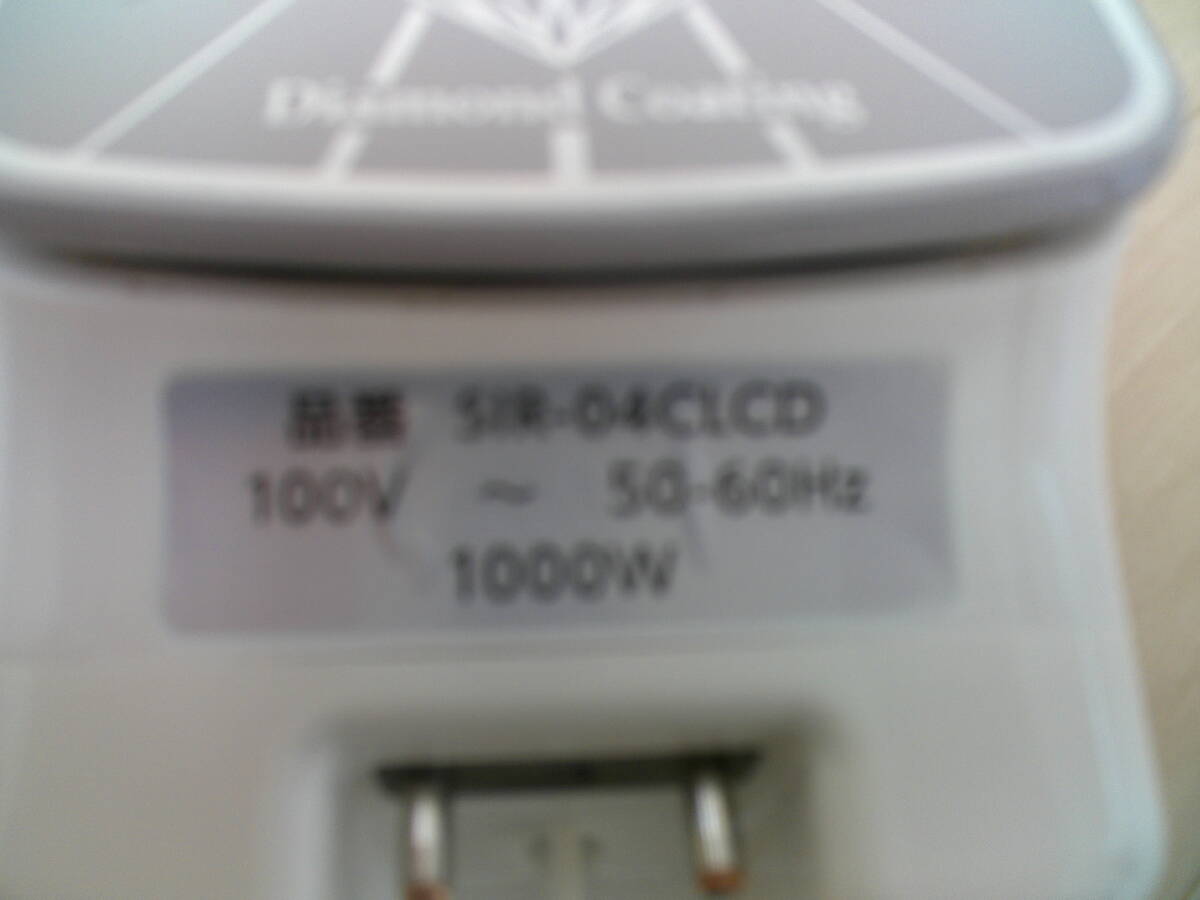 Diamond Coating
品番 SIR-04CLCD
100V ～ 50-60Hz
1000W